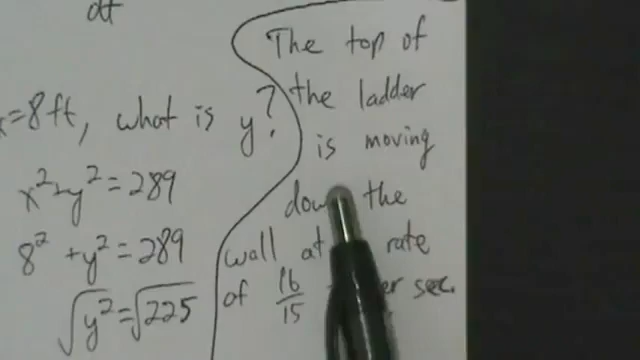 dt
x=8ft, what is y?
x²+y²=289
8²+y²=289
√y²=√225
The top of
the ladder
is moving
down the
wall at rate
of 16/15 sec.